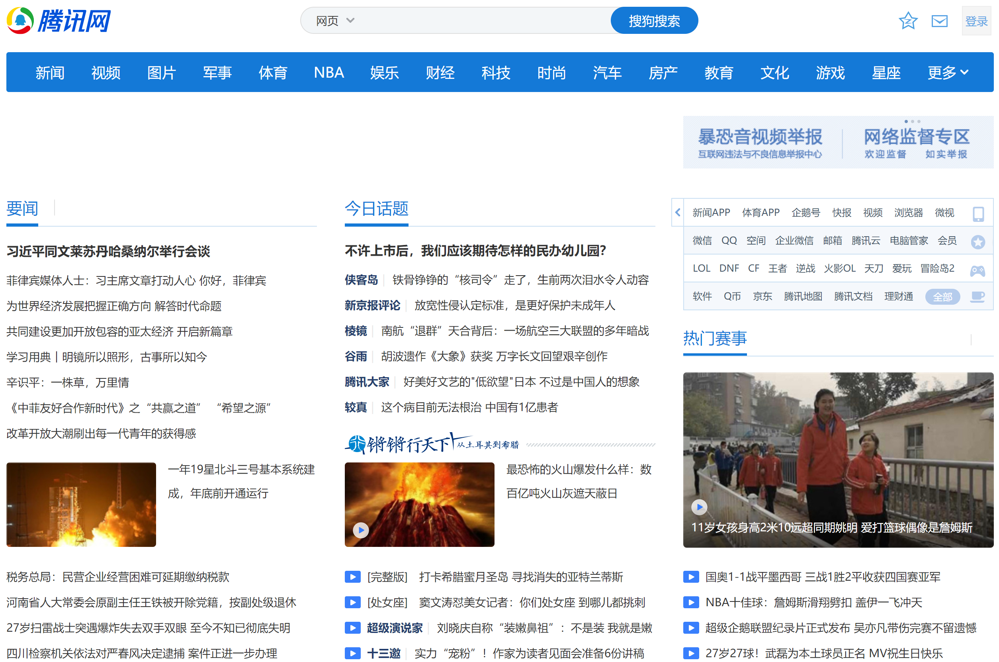 腾讯网
网页
搜狗搜索
登录
新闻 视频 图片 军事 体育 NBA 娱乐 财经 科技 时尚 汽车 房产 教育 文化 游戏 星座 更多
暴恐音视频举报
互联网违法与不良信息举报中心
网络监督专区
欢迎监督 如实举报
要闻
习近平同文莱苏丹哈桑纳尔举行会谈
菲律宾媒体人士：习主席文章打动人心 你好，菲律宾
为世界经济发展把握正确方向 解答时代命题
共同建设更加开放包容的亚太经济 开启新篇章
学习用典丨明镜所以照形，古事所以知今
辛识平：一株草，万里情
《中菲友好合作新时代》之“共赢之道” “希望之源”
改革开放大潮刷出每一代青年的获得感
一年19星北斗三号基本系统建
成，年底前开通运行
税务总局：民营企业经营困难可延期缴纳税款
河南省人大常委会原副主任王铁被开除党籍，按副处级退休
27岁扫雷战士突遇爆炸失去双手双眼 至今不知已彻底失明
四川检察机关依法对严春风决定逮捕 案件正进一步办理
今日话题
不许上市后，我们应该期待怎样的民办幼儿园？
侠客岛 铁骨铮铮的“核司令”走了，生前两次泪水令人动容
新京报评论 放宽性侵认定标准，是更好保护未成年人
棱镜 南航“退群”天合背后：一场航空三大联盟的多年暗战
谷雨 胡波遗作《大象》获奖 万字长文回望艰辛创作
腾讯大家 好美好文艺的"低欲望"日本 不过是中国人的想象
较真 这个病目前无法根治 中国有1亿患者
锵锵行天下 从土耳其到希腊
最恐怖的火山爆发什么样：数
百亿吨火山灰遮天蔽日
[完整版] 打卡希腊蜜月圣岛 寻找消失的亚特兰蒂斯
[处女座] 窦文涛怼美女记者：你们处女座 到哪儿都挑刺
超级演说家 刘晓庆自称“装嫩鼻祖”：不是装 我就是嫩
十三邀 实力“宠粉”！作家为读者见面会准备6份讲稿
新闻APP 体育APP 企鹅号 快报 视频 浏览器 微视
微信 QQ 空间 企业微信 邮箱 腾讯云 电脑管家 会员
LOL DNF CF 王者 逆战 火影OL 天刀 爱玩 冒险岛2
软件 Q币 京东 腾讯地图 腾讯文档 理财通 全部
热门赛事
11岁女孩身高2米10远超同期姚明 爱打篮球偶像是詹姆斯
国奥1-1战平墨西哥 三战1胜2平收获四国赛亚军
NBA十佳球：詹姆斯滑翔劈扣 盖伊一飞冲天
超级企鹅联盟纪录片正式发布 吴亦凡带伤完赛不留遗憾
27岁27球！武磊为本土球员正名 MV祝生日快乐